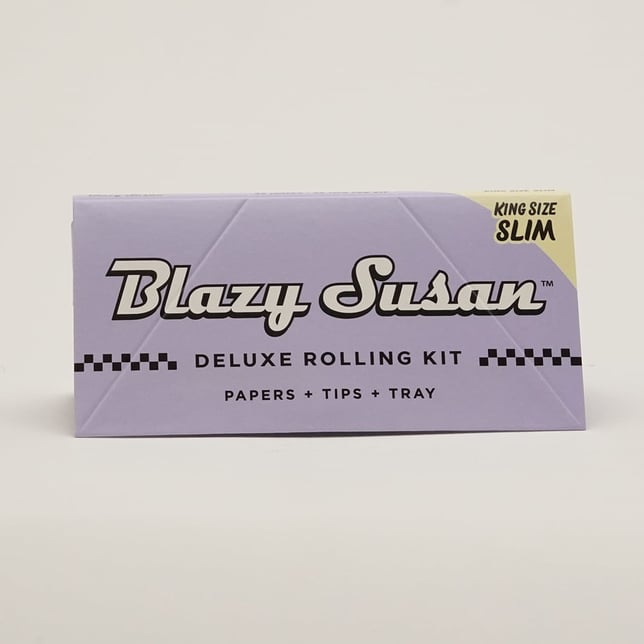 KING SIZE
SLIM
Blazy Susan™
DELUXE ROLLING KIT
PAPERS + TIPS + TRAY